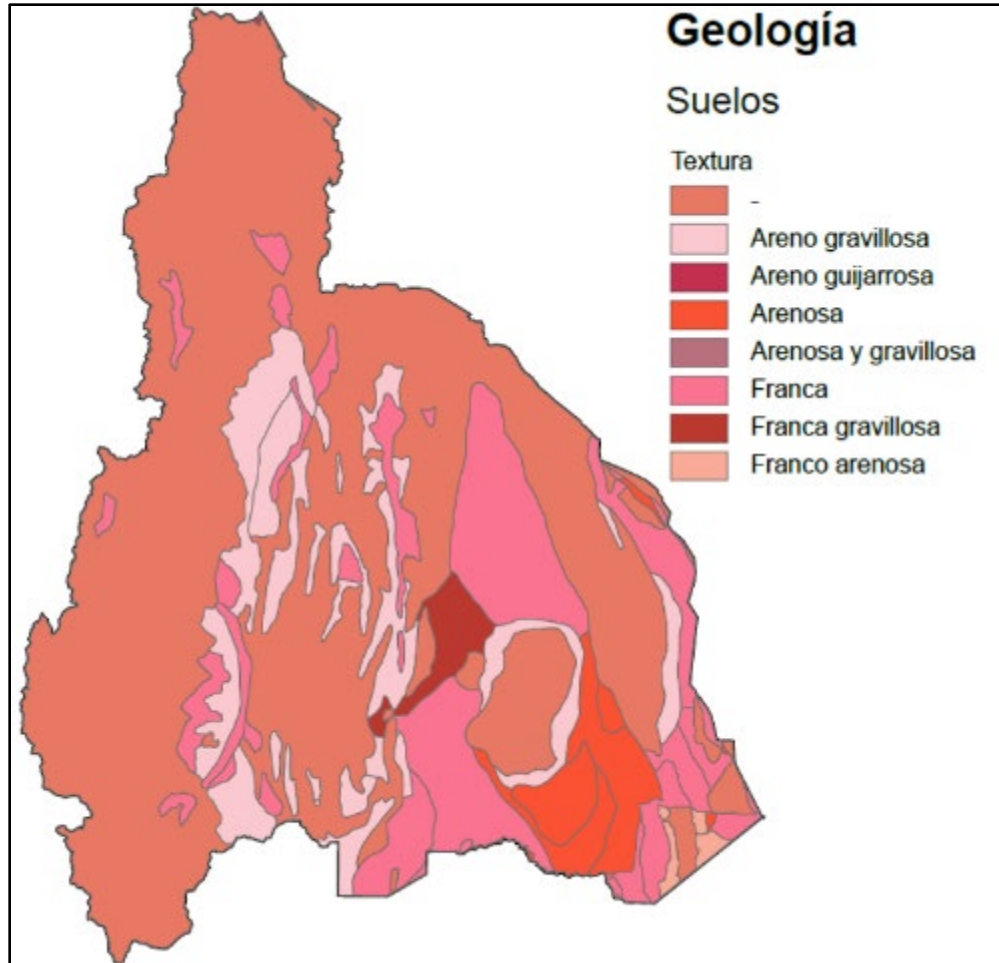 Geología
Suelos
Textura
-
Areno gravillosa
Areno guijarrosa
Arenosa
Arenosa y gravillosa
Franca
Franca gravillosa
Franco arenosa